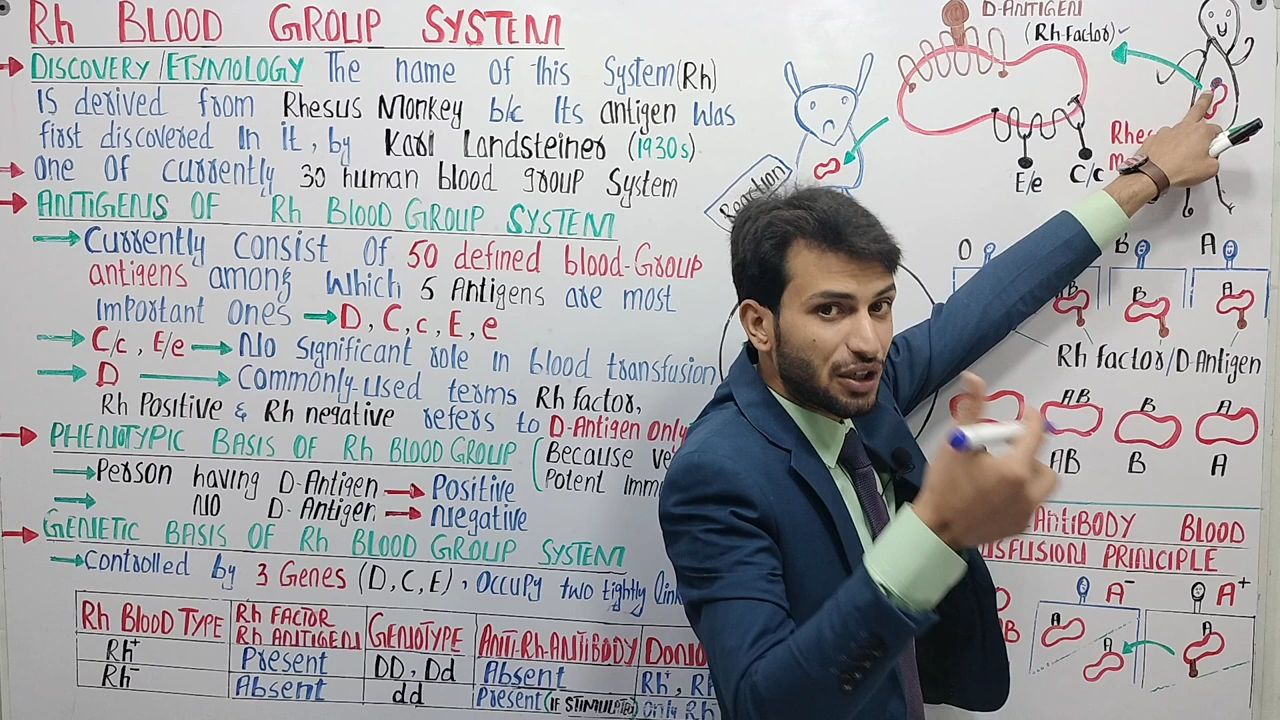 Rh BLOOD GROUP SYSTEM
DISCOVERY/ETYMOLOGY The name of this System (Rh)
Is derived from Rhesus Monkey b/c Its antigen was
first discovered in it, by Karl Landsteiner (1930s)
One of currently 30 human blood group System
ANTIGENS OF Rh BLOOD GROUP SYSTEM
Currently consist of 50 defined blood-Group
antigens among which 5 Antigens are most
important ones D, C, c, E, e
C/c, E/e No significant role in blood transfusion
D Commonly-used terms Rh factor,
Rh Positive & Rh negative refers to D-Antigen only
PHENOTYPIC BASIS OF Rh BLOOD GROUP (Because
Potent
Person having D-Antigen Positive
No D-Antigen Negative
GENETIC BASIS OF Rh BLOOD GROUP SYSTEM
Controlled by 3 Genes (D, C, E), occupy two tightly
Rh BLOOD TYPE
Rh FACTOR
Rh ANTIGEN
GENOTYPE
ANTI-Rh-ANTIBODY
Rh+
Present
DD, Dd
Absent
Rh+,
Rh-
Absent
dd
Present (IF STIMULATED)
Only Rh
D-ANTIGEN
(Rh-Factor)
E/e
C/c
Reaction
O
B
A
B
B
A
Rh factor/D Antigen
AB
B
A
AB
B
A
ANTIBODY BLOOD
PRINCIPLE
A-
A+
A
A
A
B